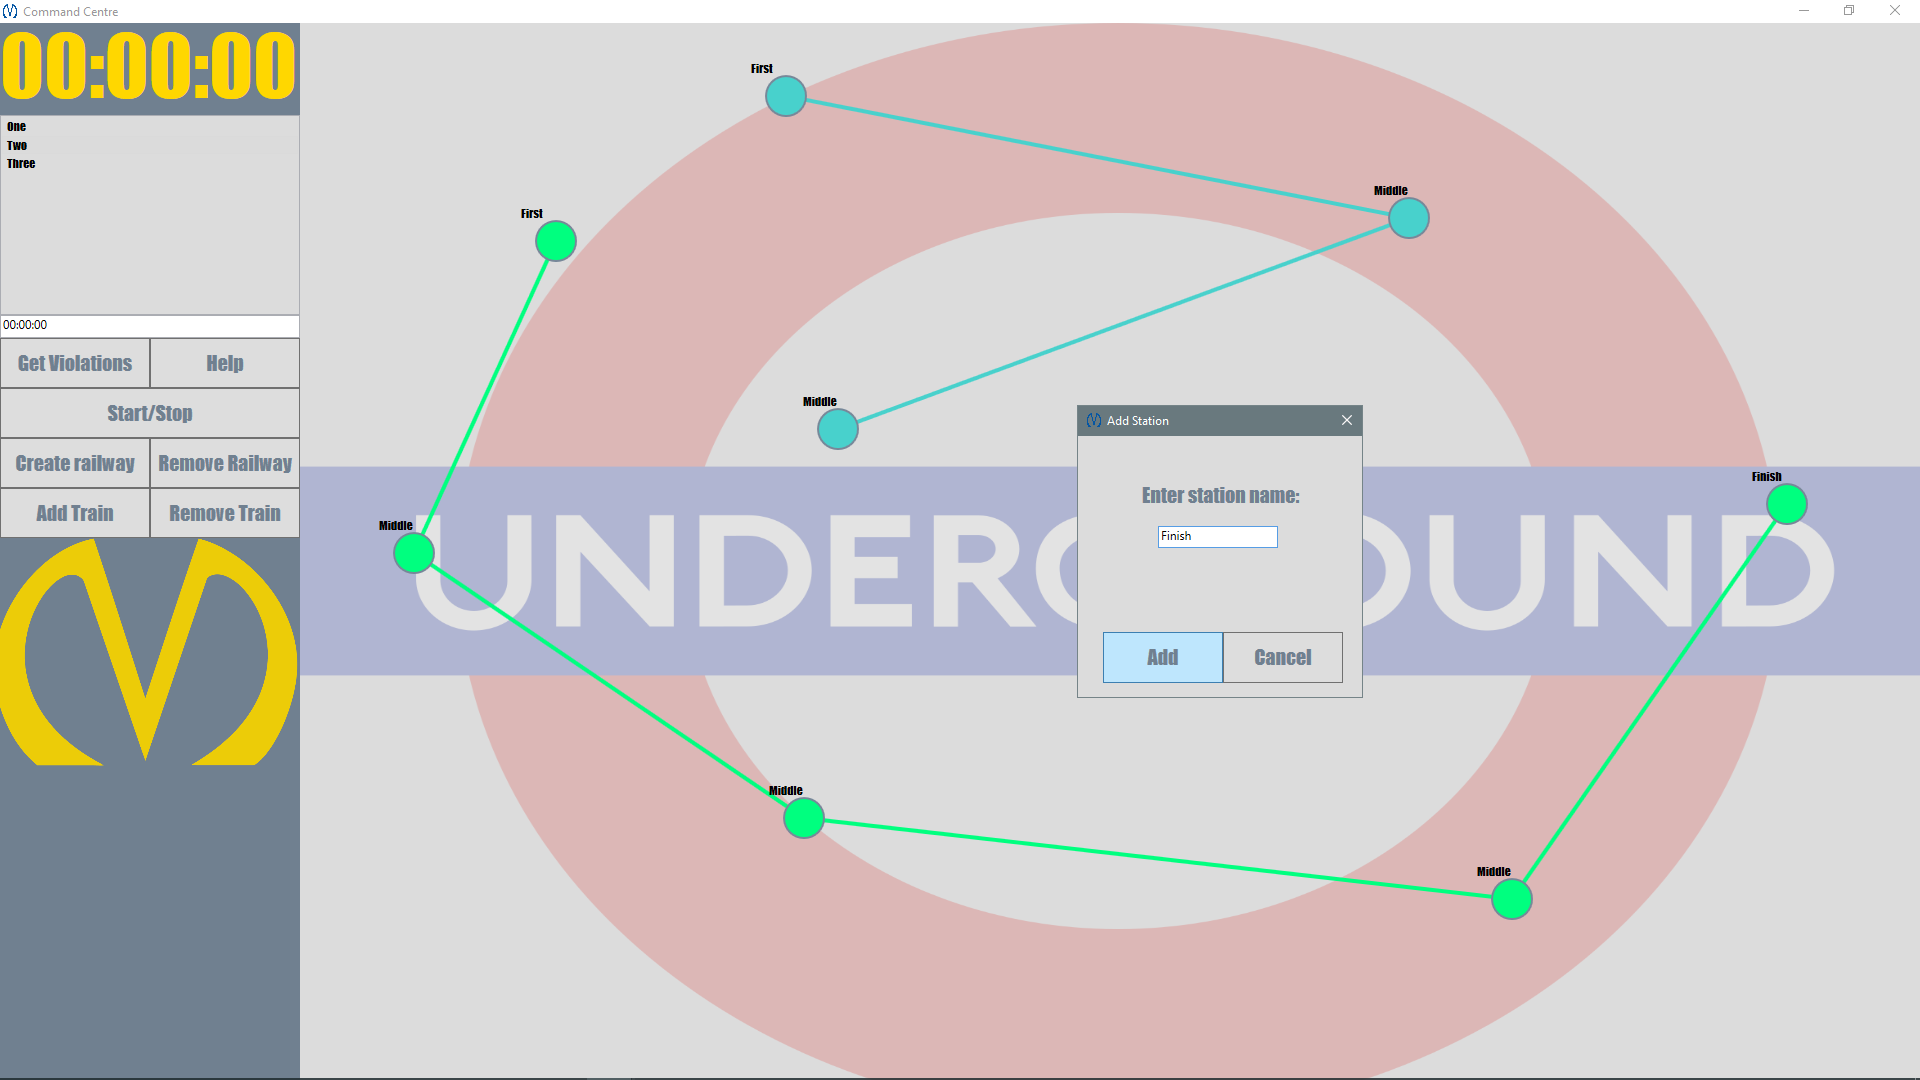 Command Centre
00:00:00
One
Two
Three
00:00:00
Get Violations
Help
Start/Stop
Create railway
Remove Railway
Add Train
Remove Train
First
Middle
First
Middle
Middle
Middle
Middle
Finish
UNDERGROUND
Add Station
Enter station name:
Finish
Add
Cancel